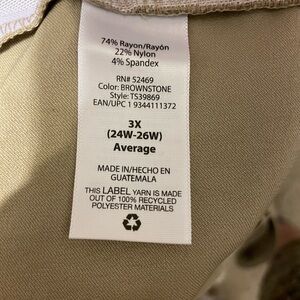 74% Rayon/Rayón
22% Nylon
4% Spandex
RN# 52469
Color: BROWNSTONE
Style: TS39869
EAN/UPC 1 9344111372
3X
(24W-26W)
Average
MADE IN/HECHO EN
GUATEMALA
THIS LABEL YARN IS MADE
OUT OF 100% RECYCLED
POLYESTER MATERIALS